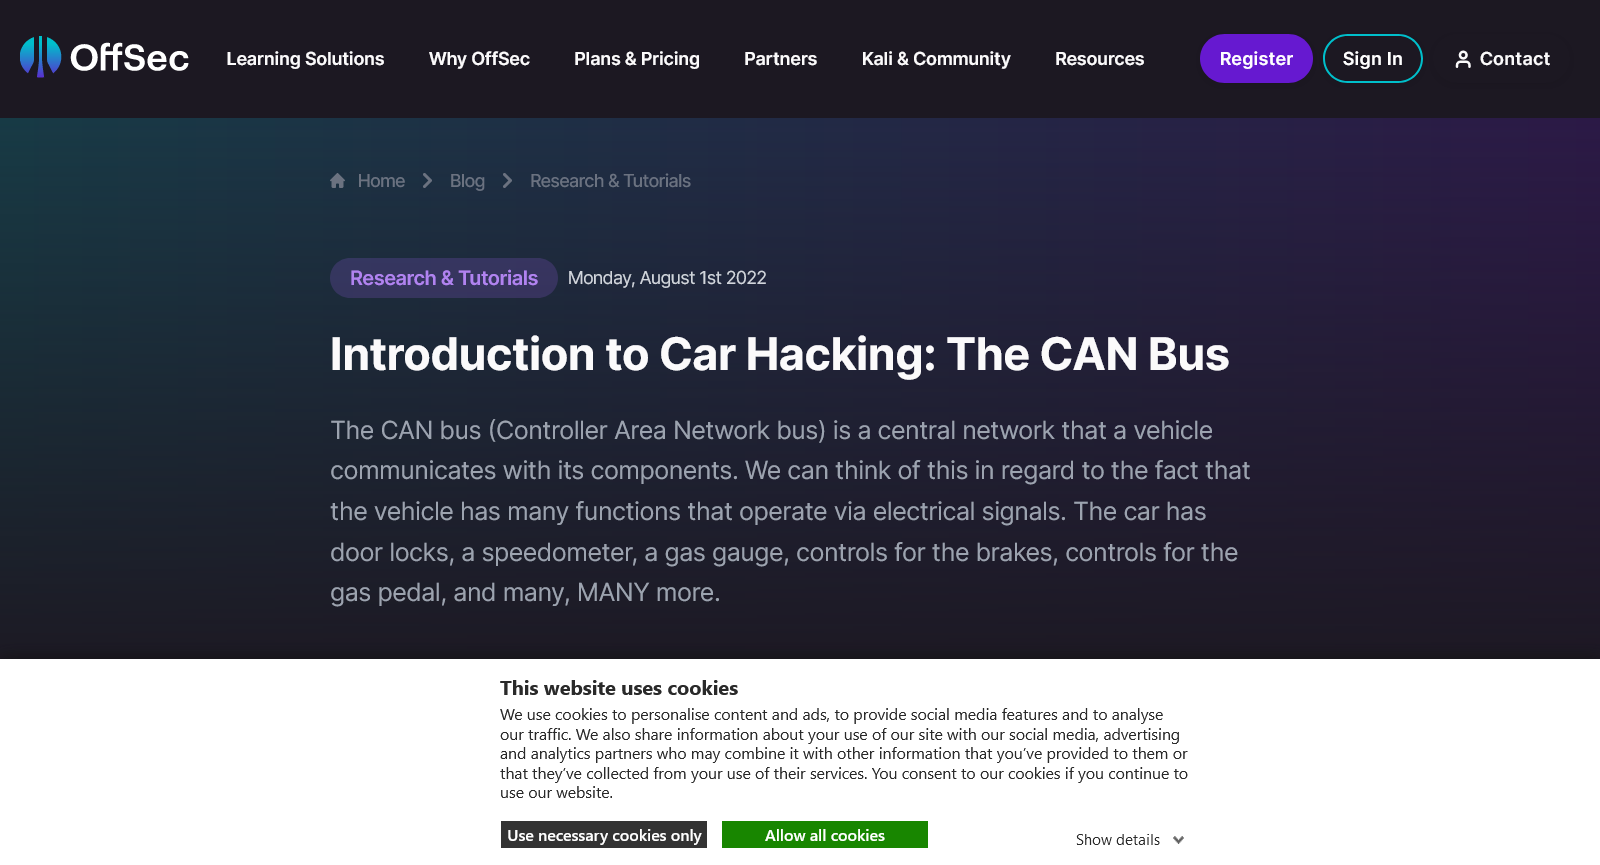 OffSec
Learning Solutions
Why OffSec
Plans & Pricing
Partners
Kali & Community
Resources
Register
Sign In
Contact
Home
Blog
Research & Tutorials
Research & Tutorials
Monday, August 1st 2022
Introduction to Car Hacking: The CAN Bus
The CAN bus (Controller Area Network bus) is a central network that a vehicle
communicates with its components. We can think of this in regard to the fact that
the vehicle has many functions that operate via electrical signals. The car has
door locks, a speedometer, a gas gauge, controls for the brakes, controls for the
gas pedal, and many, MANY more.
This website uses cookies
We use cookies to personalise content and ads, to provide social media features and to analyse
our traffic. We also share information about your use of our site with our social media, advertising
and analytics partners who may combine it with other information that you’ve provided to them or
that they’ve collected from your use of their services. You consent to our cookies if you continue to
use our website.
Use necessary cookies only
Allow all cookies
Show details